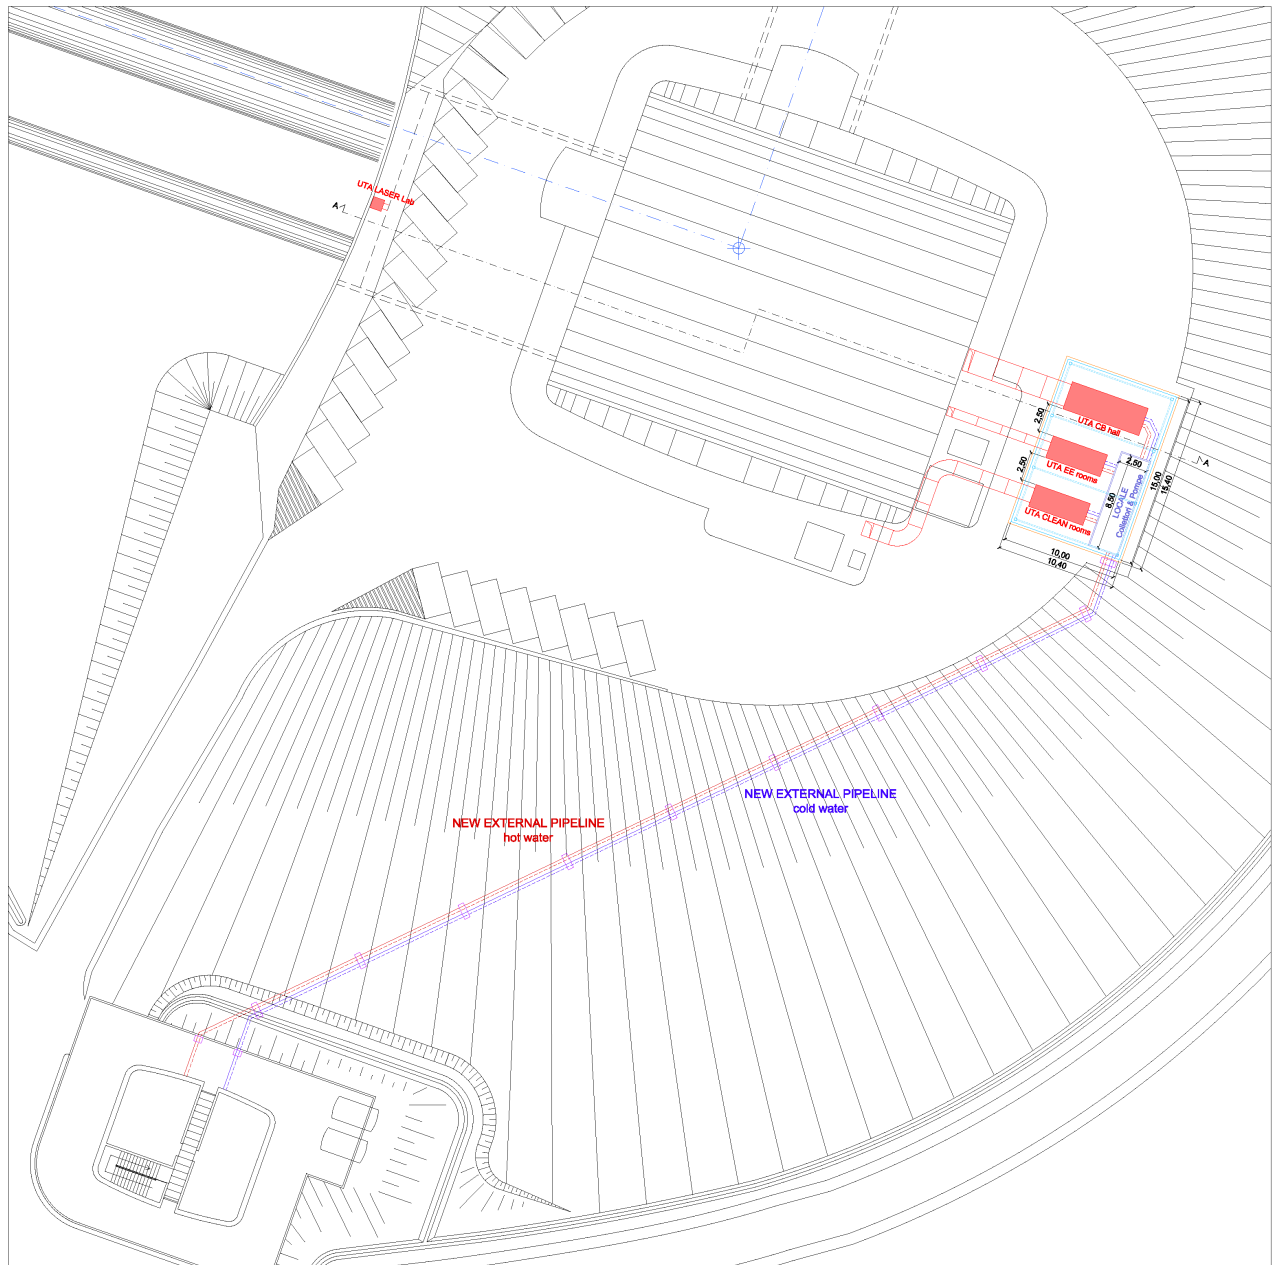 UTA LASER Lab
A
UTA CB hall
2,50
UTA EE rooms
2,50
A
2,50
UTA CLEAN rooms
8,50
LOCALE
Collettori & Pompe
15,00
15,40
10,00
10,40
NEW EXTERNAL PIPELINE
cold water
NEW EXTERNAL PIPELINE
hot water